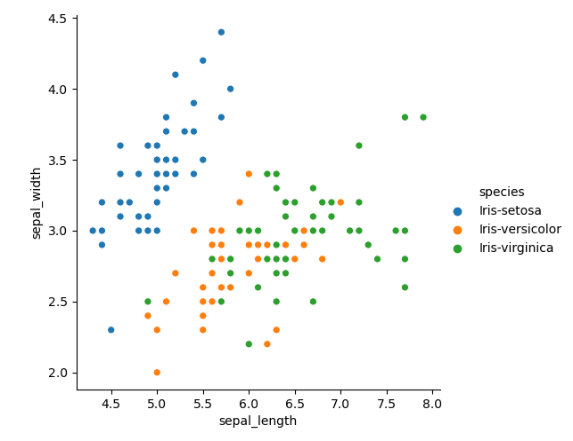 4.5
4.0
3.5
3.0
2.5
2.0
sepal_width
4.5 5.0 5.5 6.0 6.5 7.0 7.5 8.0
sepal_length
species
Iris-setosa
Iris-versicolor
Iris-virginica